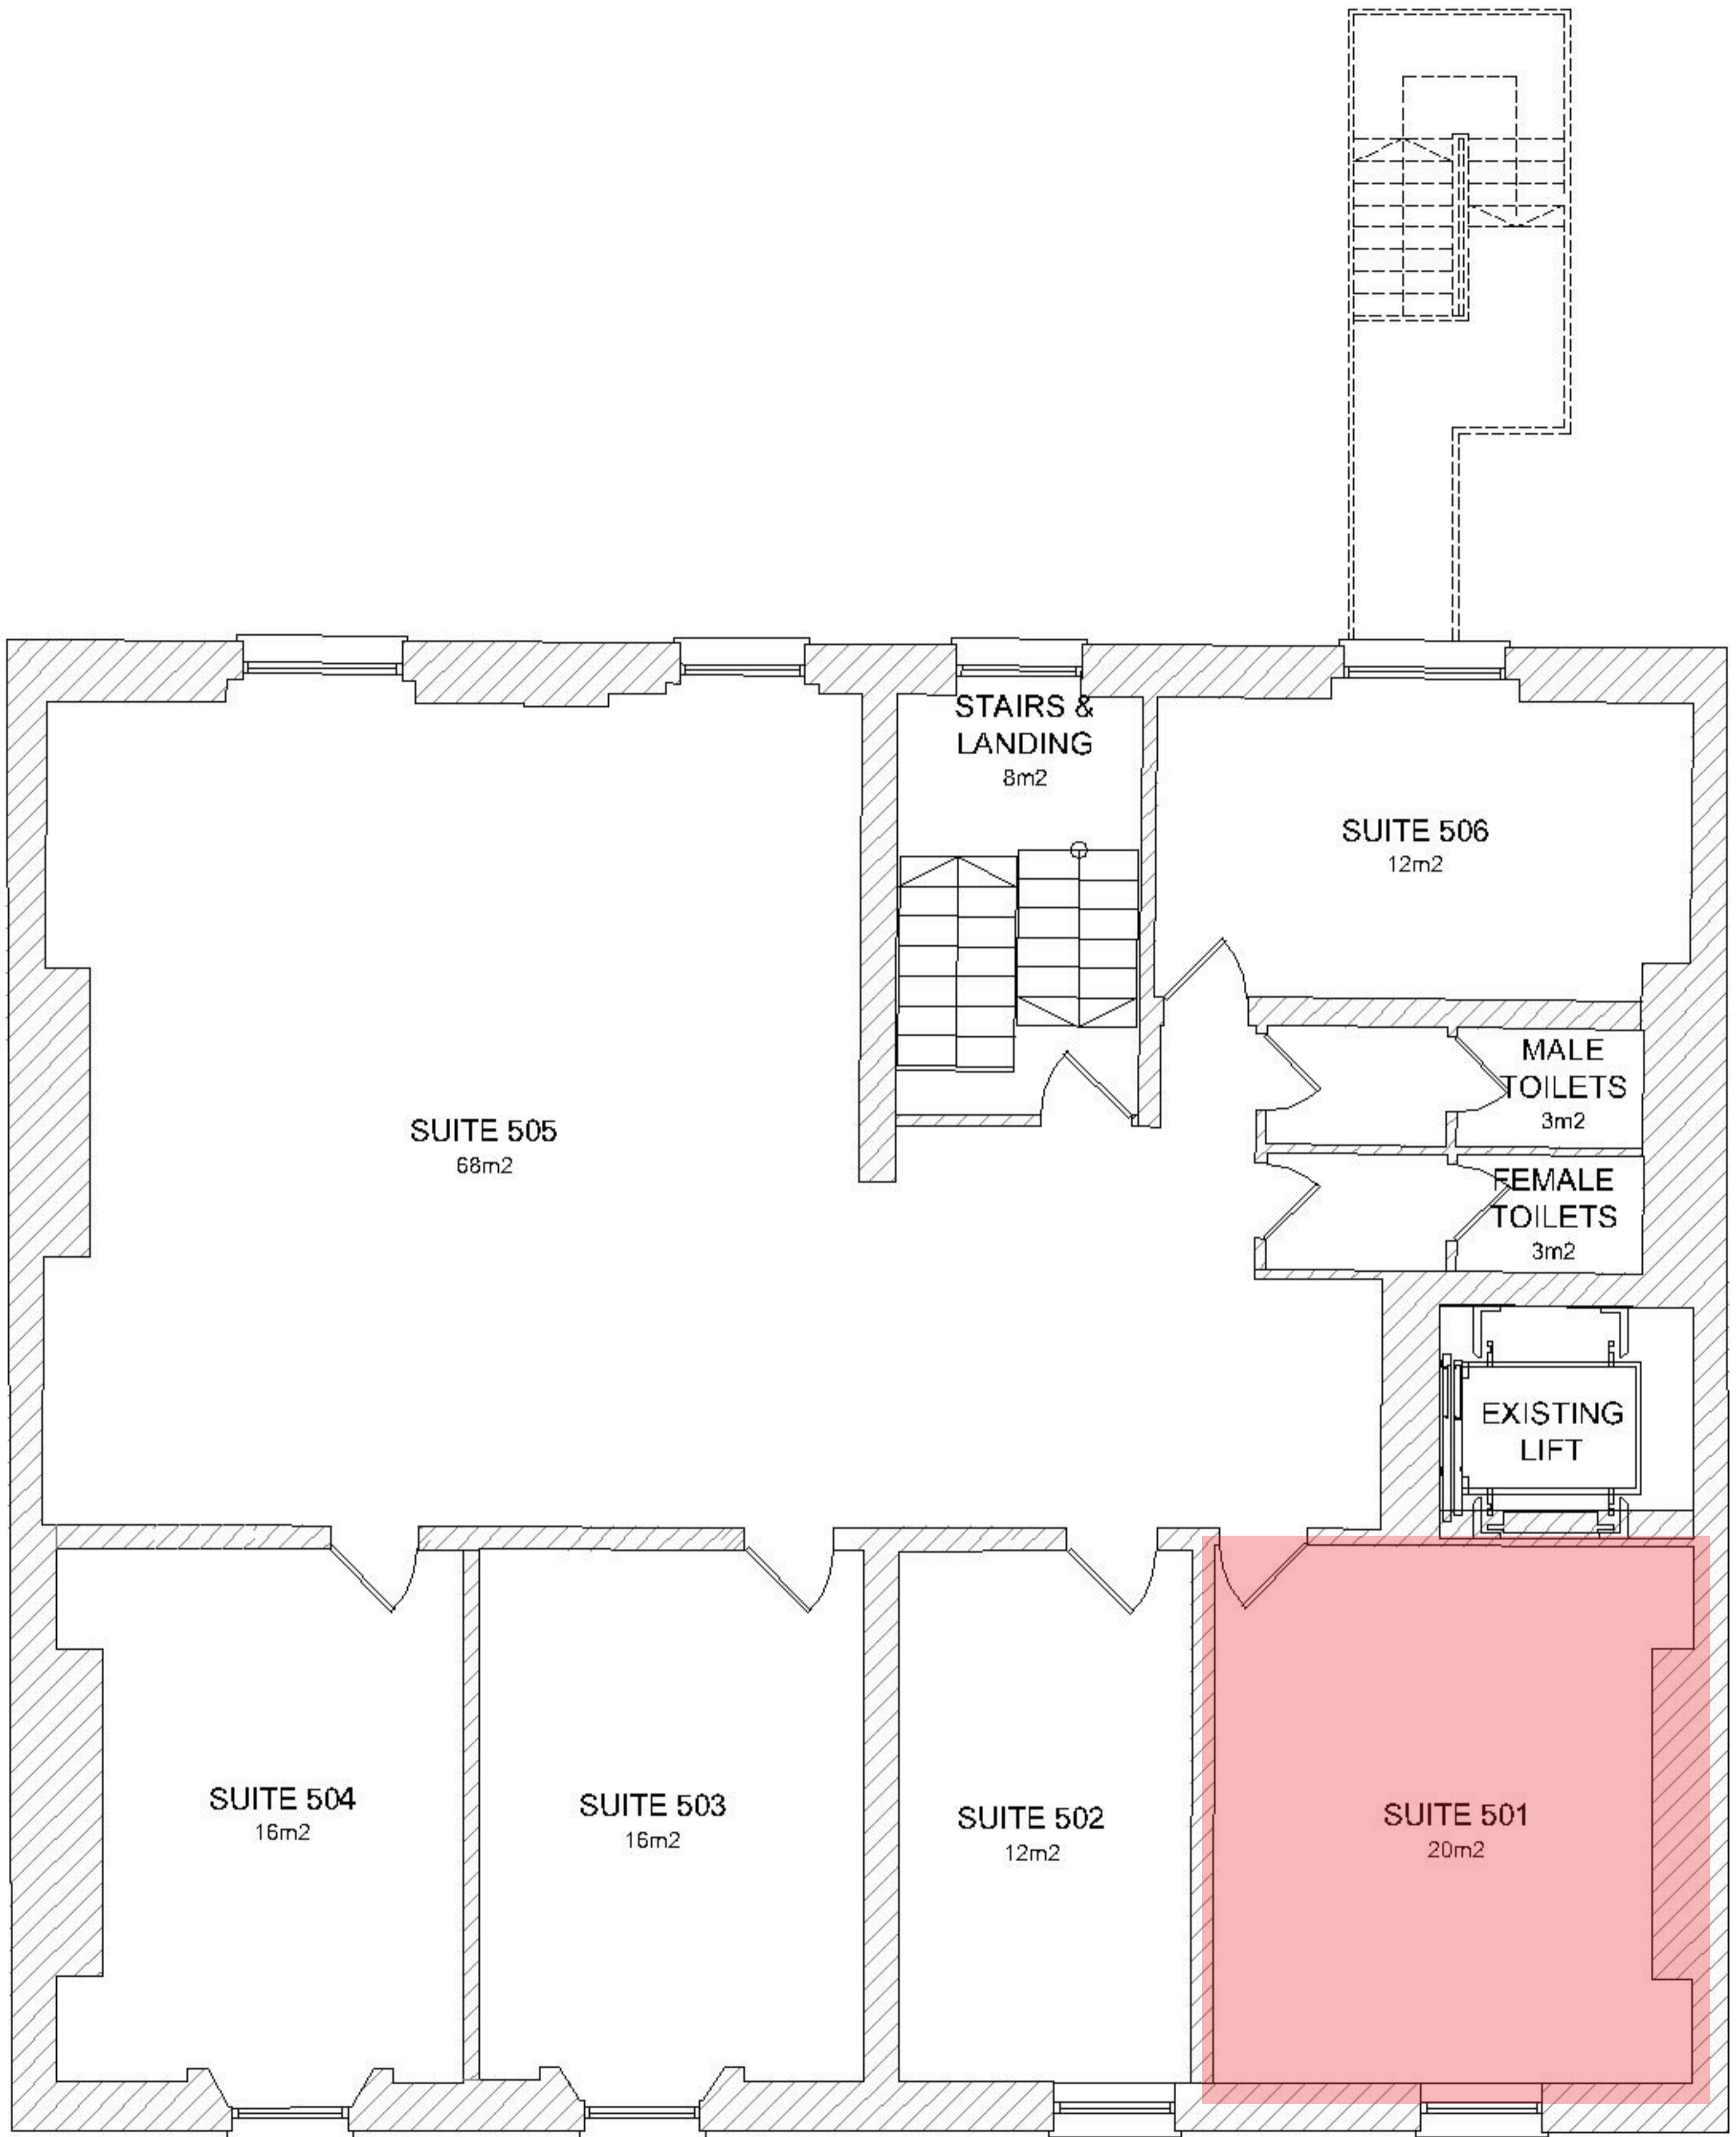 STAIRS &
LANDING
8m2
SUITE 506
12m2
MALE
TOILETS
3m2
SUITE 505
68m2
FEMALE
TOILETS
3m2
EXISTING
LIFT
SUITE 504
16m2
SUITE 503
16m2
SUITE 502
12m2
SUITE 501
20m2